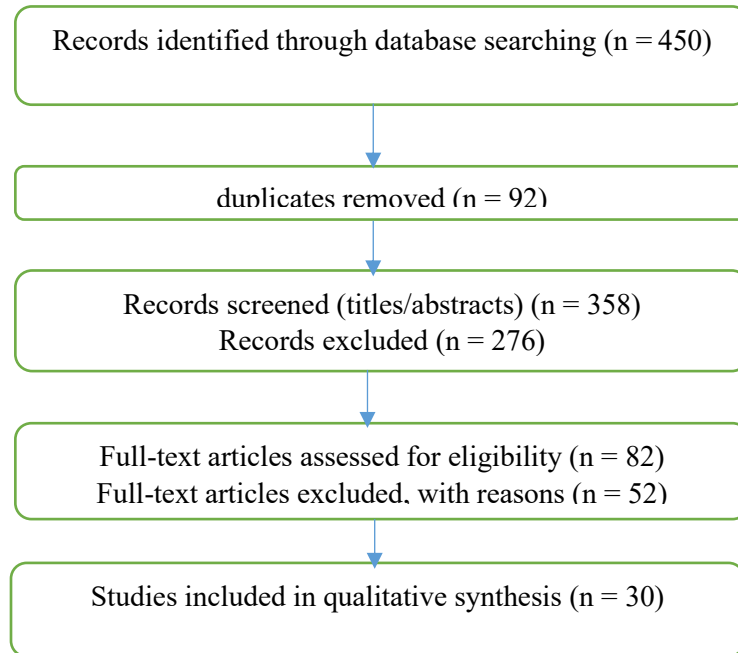 Records identified through database searching (n = 450)
duplicates removed (n = 92)
Records screened (titles/abstracts) (n = 358)
Records excluded (n = 276)
Full-text articles assessed for eligibility (n = 82)
Full-text articles excluded, with reasons (n = 52)
Studies included in qualitative synthesis (n = 30)